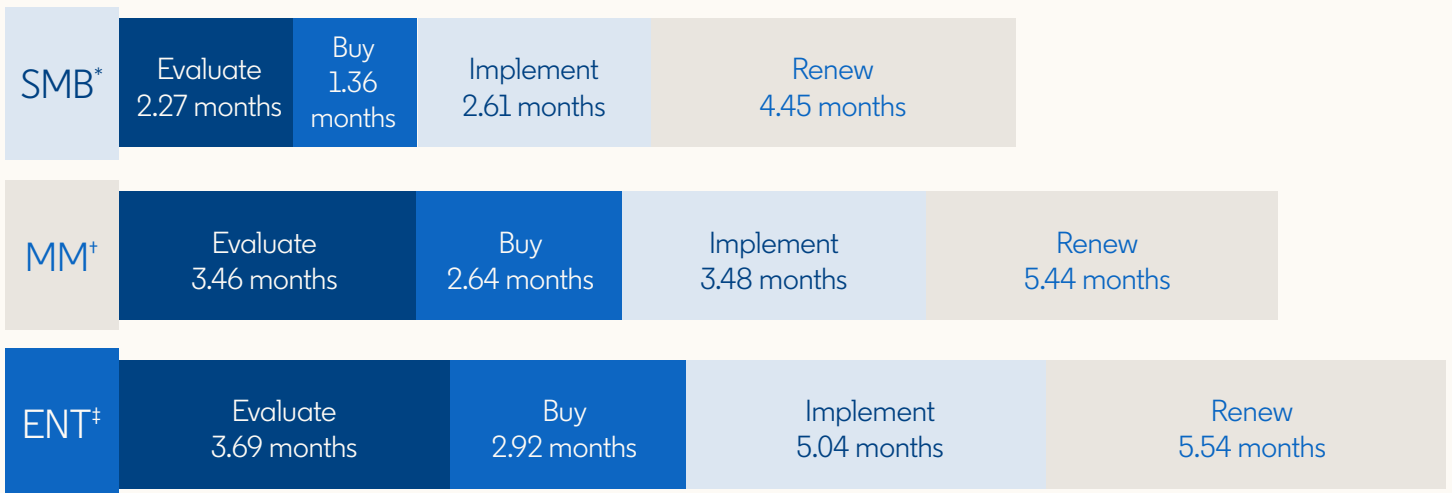 SMB*
Evaluate
2.27 months
Buy
1.36
months
Implement
2.61 months
Renew
4.45 months
MM†
Evaluate
3.46 months
Buy
2.64 months
Implement
3.48 months
Renew
5.44 months
ENT‡
Evaluate
3.69 months
Buy
2.92 months
Implement
5.04 months
Renew
5.54 months